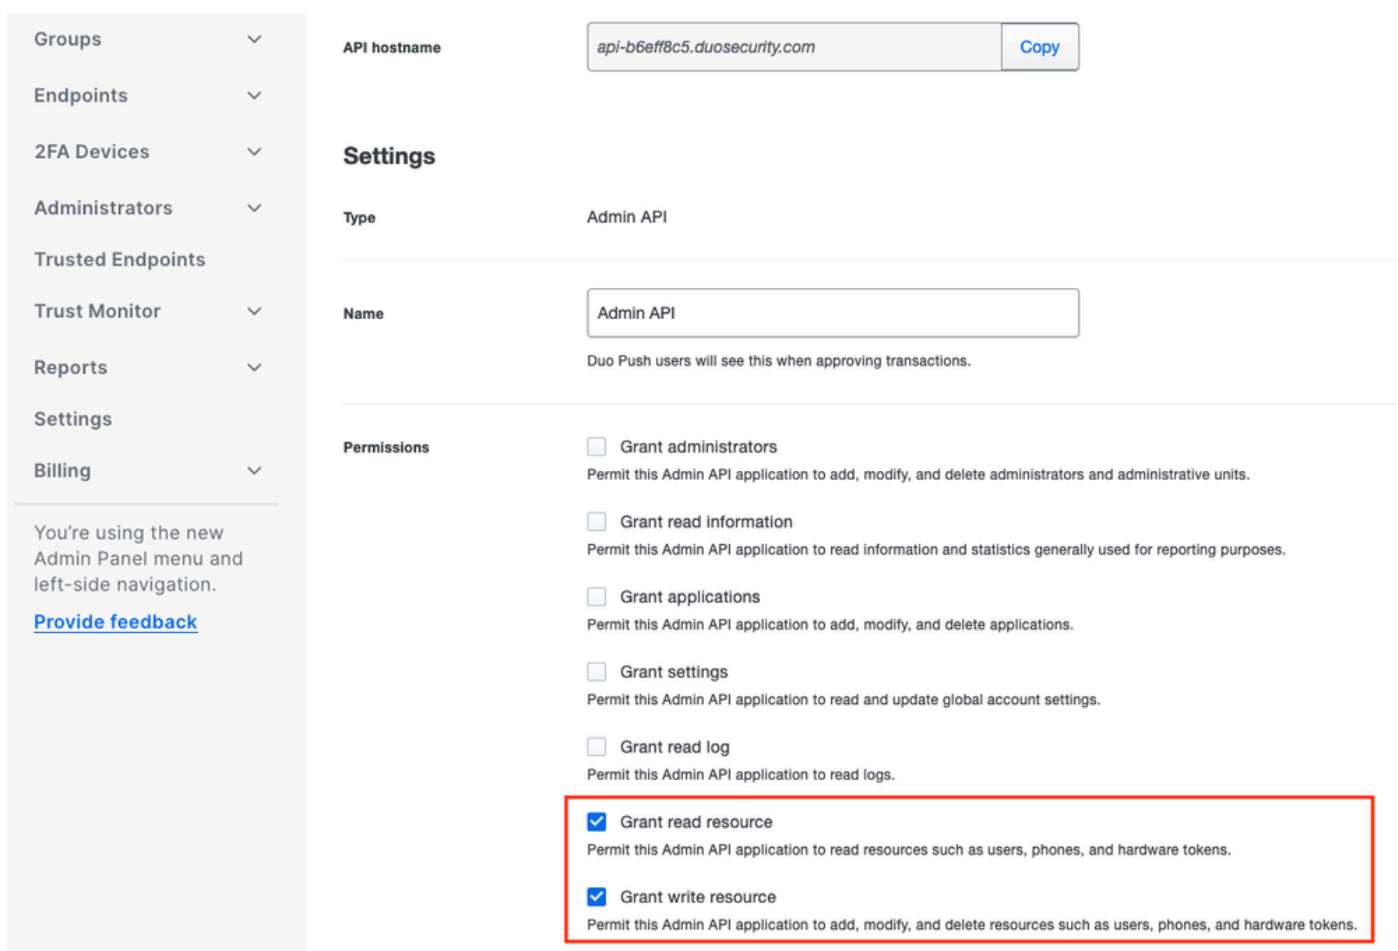 Groups
Endpoints
2FA Devices
Administrators
Trusted Endpoints
Trust Monitor
Reports
Settings
Billing
You're using the new
Admin Panel menu and
left-side navigation.
Provide feedback
API hostname
api-b6eff8c5.duosecurity.com
Copy
Settings
Type
Admin API
Name
Admin API
Duo Push users will see this when approving transactions.
Permissions
Grant administrators
Permit this Admin API application to add, modify, and delete administrators and administrative units.
Grant read information
Permit this Admin API application to read information and statistics generally used for reporting purposes.
Grant applications
Permit this Admin API application to add, modify, and delete applications.
Grant settings
Permit this Admin API application to read and update global account settings.
Grant read log
Permit this Admin API application to read logs.
Grant read resource
Permit this Admin API application to read resources such as users, phones, and hardware tokens.
Grant write resource
Permit this Admin API application to add, modify, and delete resources such as users, phones, and hardware tokens.